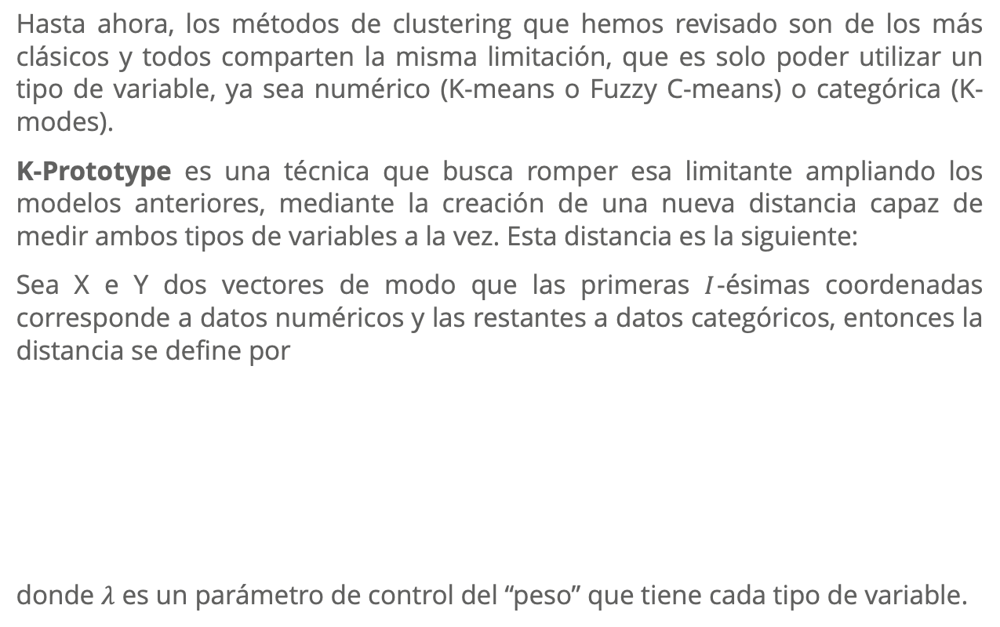 Hasta ahora, los métodos de clustering que hemos revisado son de los más
clásicos y todos comparten la misma limitación, que es solo poder utilizar un
tipo de variable, ya sea numérico (K-means o Fuzzy C-means) o categórica (K-
modes).
K-Prototype es una técnica que busca romper esa limitante ampliando los
modelos anteriores, mediante la creación de una nueva distancia capaz de
medir ambos tipos de variables a la vez. Esta distancia es la siguiente:
Sea X e Y dos vectores de modo que las primeras I-ésimas coordenadas
corresponde a datos numéricos y las restantes a datos categóricos, entonces la
distancia se define por
donde λ es un parámetro de control del “peso” que tiene cada tipo de variable.